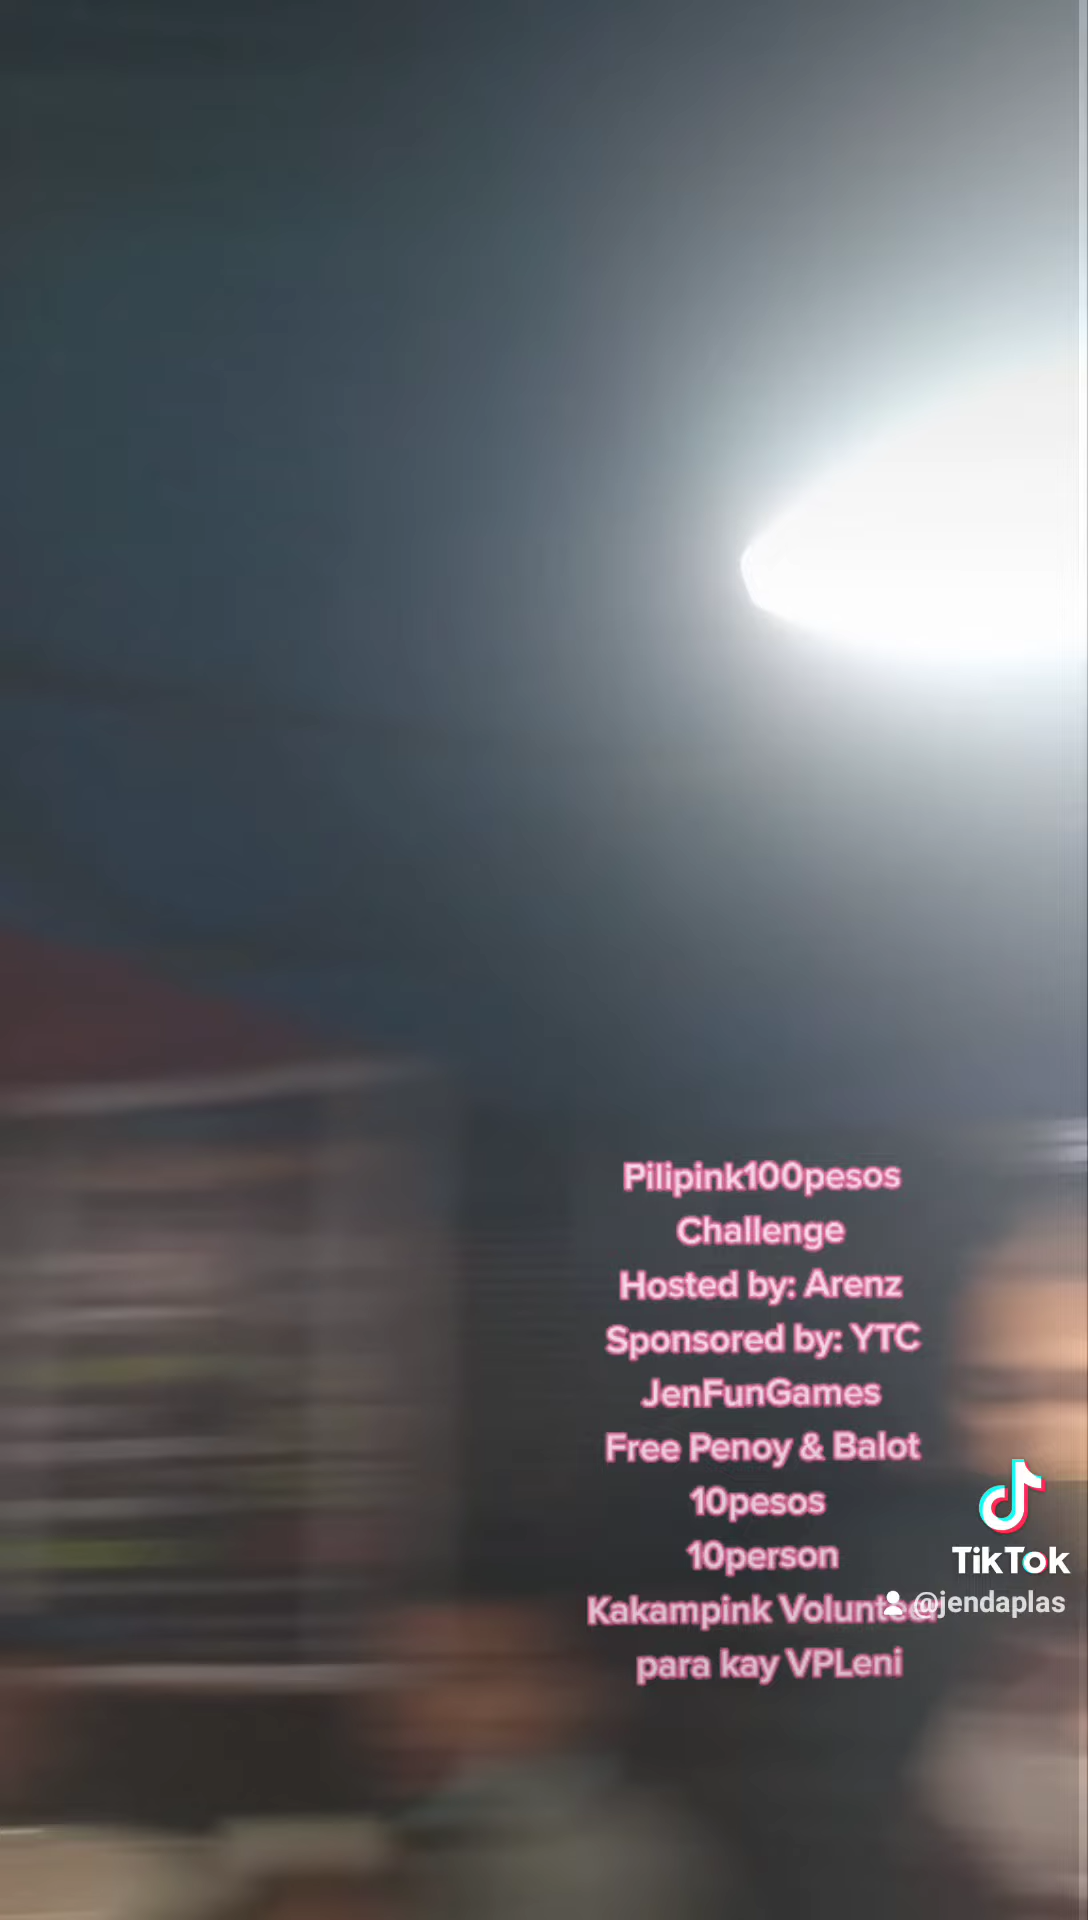 Pilipink100pesos
Challenge
Hosted by: Arenz
Sponsored by: YTC
JenFunGames
Free Penoy & Balot
10pesos
10person
Kakampink Volunteer
para kay VPLeni
TikTok
@jendaplas